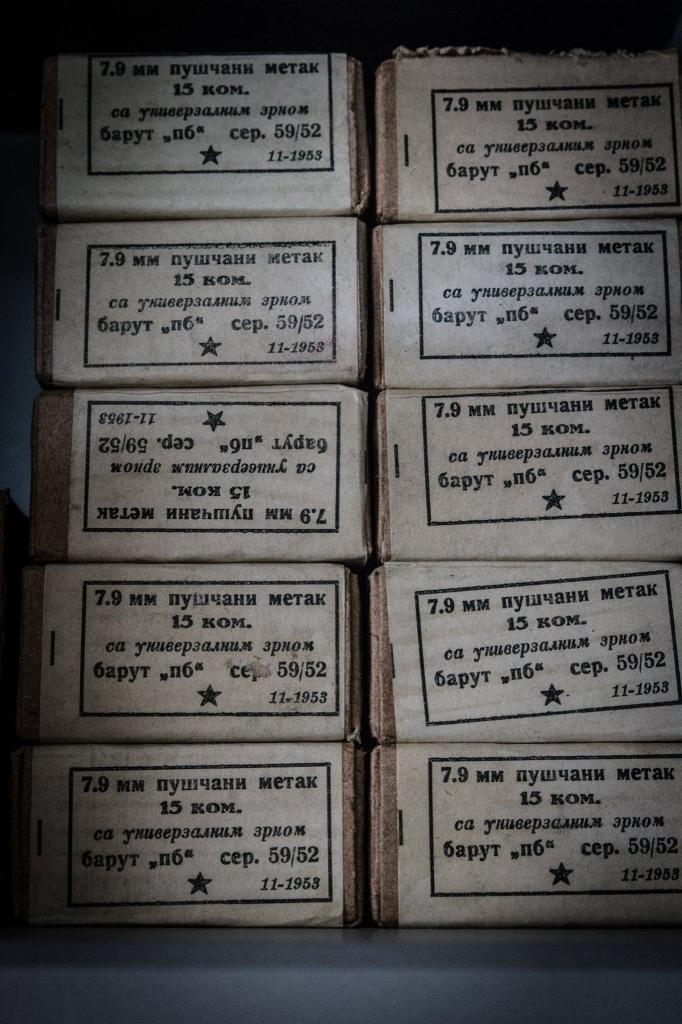 7.9 мм пушчани метак
15 ком.
са универзалним зрном
барут „пб“ сер. 59/52
11-1953
7.9 мм пушчани метак
15 ком.
са универзалним зрном
барут „пб“ сер. 59/52
11-1953
7.9 мм пушчани метак
15 ком.
са универзалним зрном
барут „пб“ сер. 59/52
11-1953
7.9 мм пушчани метак
15 ком.
са универзалним зрном
барут „пб“ сер. 59/52
11-1953
7.9 мм пушчани метак
15 ком.
са универзалним зрном
барут „пб“ сер. 59/52
11-1953
7.9 мм пушчани метак
15 ком.
са универзалним зрном
барут „пб“ сер. 59/52
11-1953
7.9 мм пушчани метак
15 ком.
са универзалним зрном
барут „пб“ сер. 59/52
11-1953
7.9 мм пушчани метак
15 ком.
са универзалним зрном
барут „пб“ сер. 59/52
11-1953
7.9 мм пушчани метак
15 ком.
са универзалним зрном
барут „пб“ сер. 59/52
11-1953
7.9 мм пушчани метак
15 ком.
са универзалним зрном
барут „пб“ сер. 59/52
11-1953